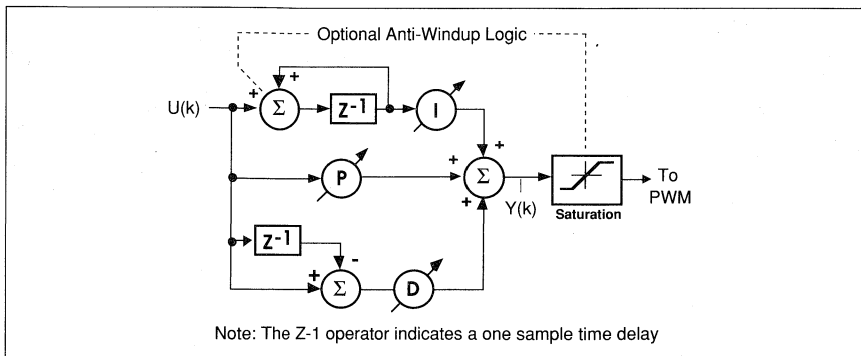 Optional Anti-Windup Logic
+
+
U(k)
Σ
Z-1
I
+
+
P
Σ
+
Y(k)
Saturation
To
PWM
Z-1
-
+
Σ
D
Note: The Z-1 operator indicates a one sample time delay